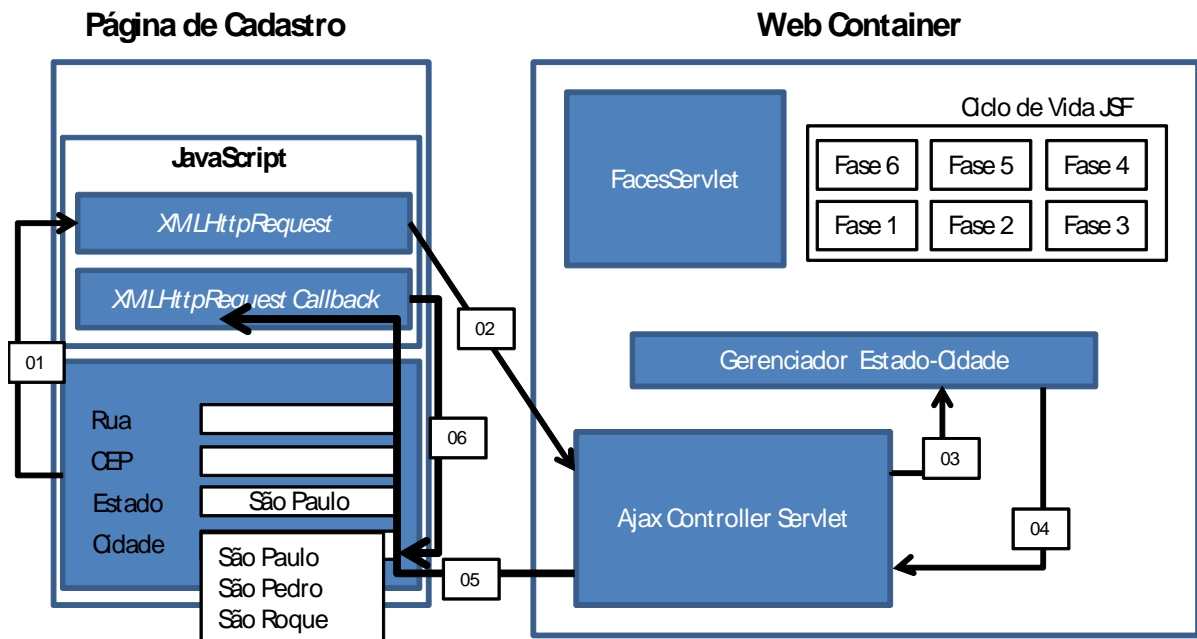 Página de Cadastro
Web Container
JavaScript
XMLHttpRequest
XMLHttpRequest Callback
01
02
Rua
CEP
Estado
São Paulo
Cidade
São Paulo
São Pedro
São Roque
06
05
FacesServlet
Ciclo de Vida JSF
Fase 6
Fase 5
Fase 4
Fase 1
Fase 2
Fase 3
Gerenciador Estado-Cidade
03
Ajax Controller Servlet
04